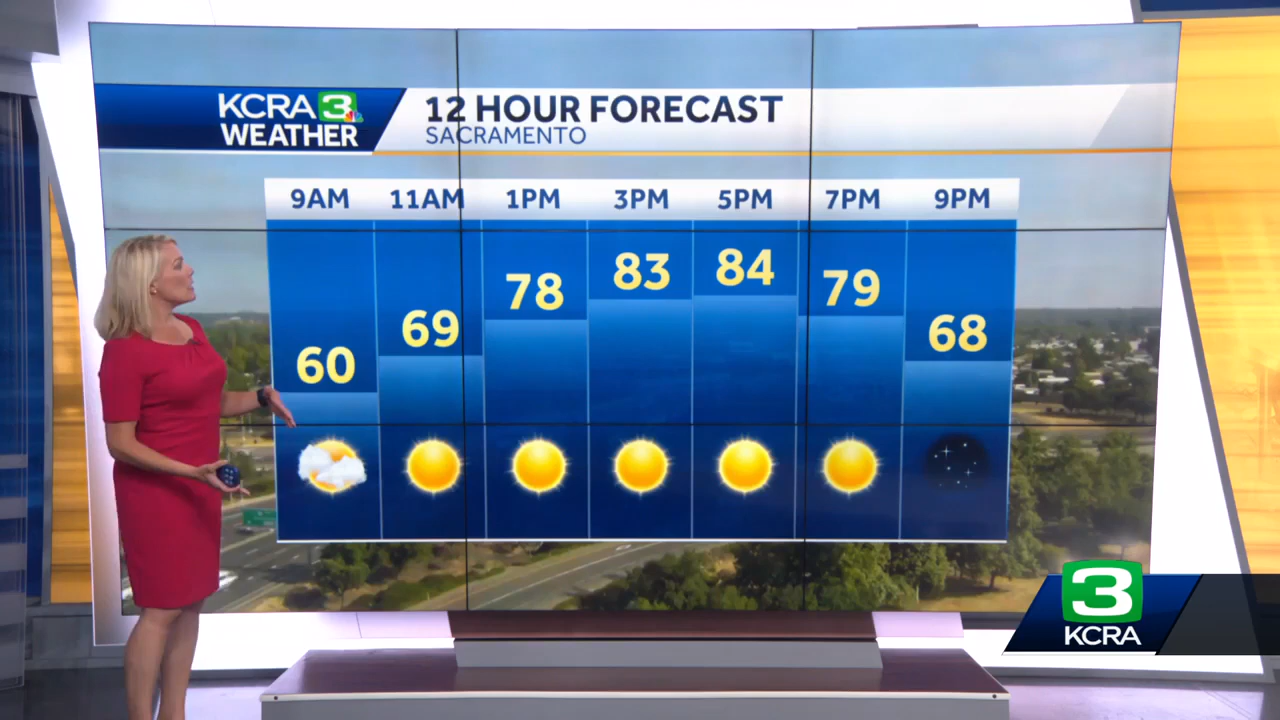 KCRA 3
WEATHER
12 HOUR FORECAST
SACRAMENTO
9AM 11AM 1PM 3PM 5PM 7PM 9PM
60 69 78 83 84 79 68
3
KCRA